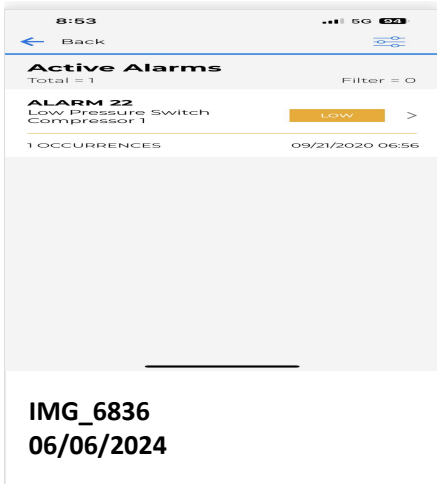 8:53
5G 94
Back
Active Alarms
Total = 1
Filter = 0
ALARM 22
Low Pressure Switch
Compressor 1
LOW
>
1 OCCURRENCES
09/21/2020 06:56
IMG_6836
06/06/2024